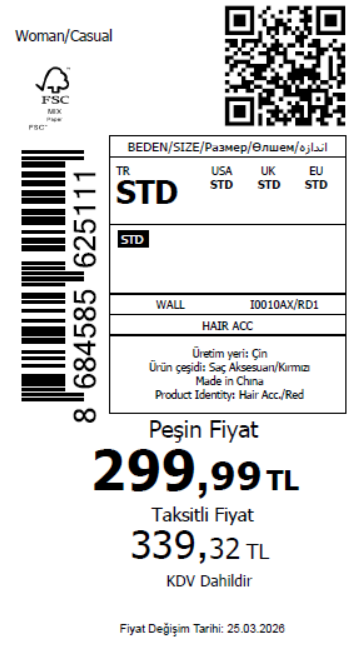 Woman/Casual
FSC
MIX
Paper
FSC™
BEDEN/SIZE/Размер/Өлшем/اندازه
TR USA UK EU
STD STD STD STD
STD
WALL I0010AX/RD1
HAIR ACC
Üretim yeri: Çin
Ürün çeşidi: Saç Aksesuarı/Kırmızı
Made in China
Product Identity: Hair Acc./Red
8 684585 625111
Peşin Fiyat
299,99 TL
Taksitli Fiyat
339,32 TL
KDV Dahildir
Fiyat Değişim Tarihi: 25.03.2026